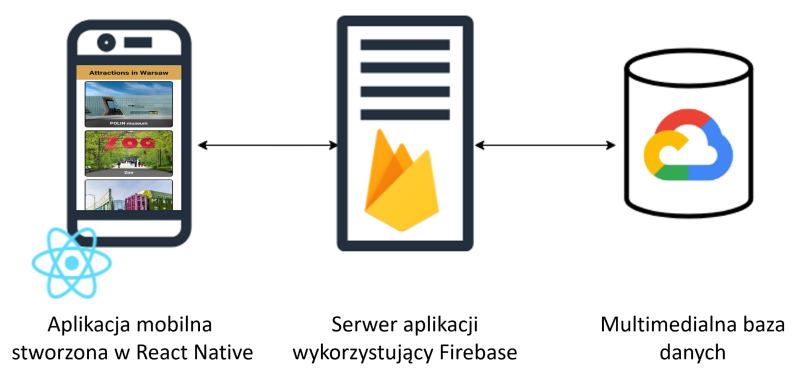 Attractions in Warsaw
POLIN museum
ZOO
Zoo
Aplikacja mobilna
stworzona w React Native
Serwer aplikacji
wykorzystujący Firebase
Multimedialna baza
danych